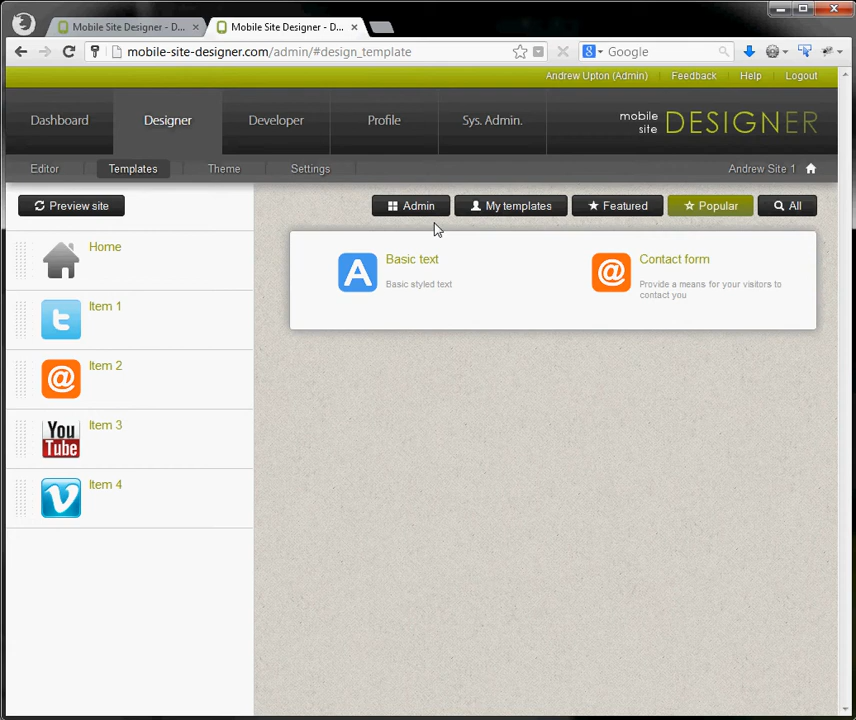 Mobile Site Designer - D...
Mobile Site Designer - D...
mobile-site-designer.com/admin/#design_template
Google
Andrew Upton (Admin) Feedback Help Logout
Dashboard Designer Developer Profile Sys. Admin.
mobile site DESIGNER
Editor Templates Theme Settings Andrew Site 1
Preview site
Admin My templates Featured Popular All
Home
Item 1
Item 2
Item 3
You Tube
Item 4
A Basic text
Basic styled text
@ Contact form
Provide a means for your visitors to
contact you